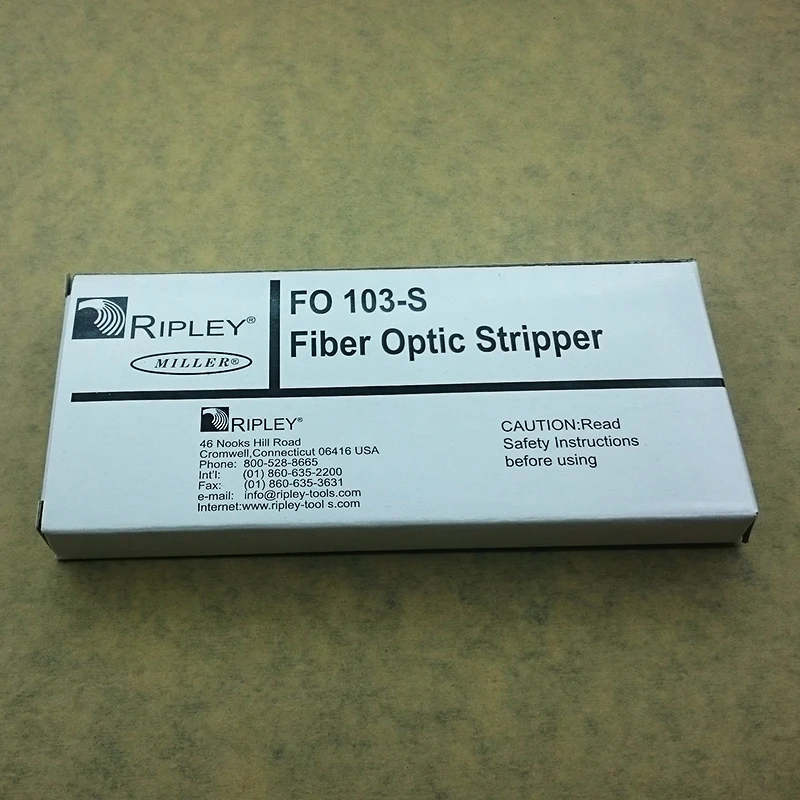 RIPLEY®
MILLER®
FO 103-S
Fiber Optic Stripper
RIPLEY®
46 Nooks Hill Road
Cromwell,Connecticut 06416 USA
Phone: 800-528-8665
Int'l: (01) 860-635-2200
Fax: (01) 860-635-3631
e-mail: info@ripley-tools.com
Internet:www.ripley-tool s.com
CAUTION:Read
Safety Instructions
before using